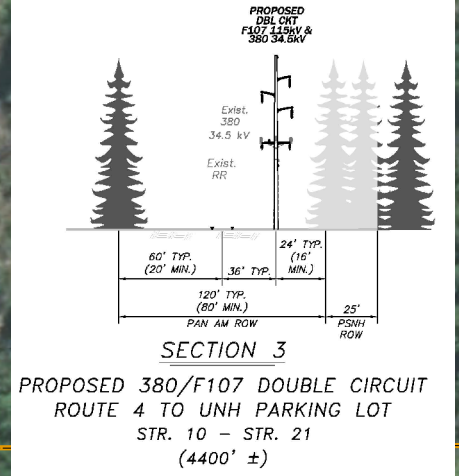 PROPOSED
DBL CKT
F107 115kV &
380 34.5kV
Exist.
380
34.5 kV
Exist.
RR
60' TYP.
(20' MIN.)
36' TYP.
24' TYP.
(16'
MIN.)
120' TYP.
(80' MIN.)
25'
PAN AM ROW
PSNH
ROW
SECTION 3
PROPOSED 380/F107 DOUBLE CIRCUIT
ROUTE 4 TO UNH PARKING LOT
STR. 10 – STR. 21
(4400' ±)